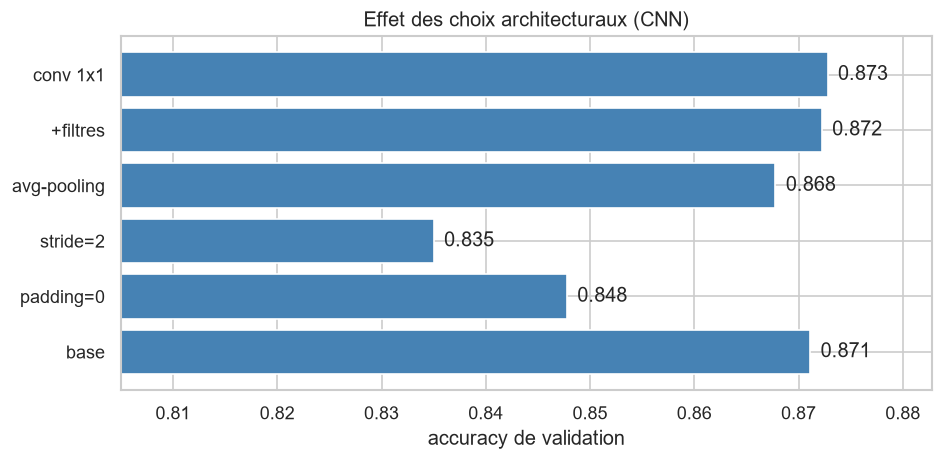 Effet des choix architecturaux (CNN)
conv 1x1 0.873
+filtres 0.872
avg-pooling 0.868
stride=2 0.835
padding=0 0.848
base 0.871
0.81 0.82 0.83 0.84 0.85 0.86 0.87 0.88
accuracy de validation